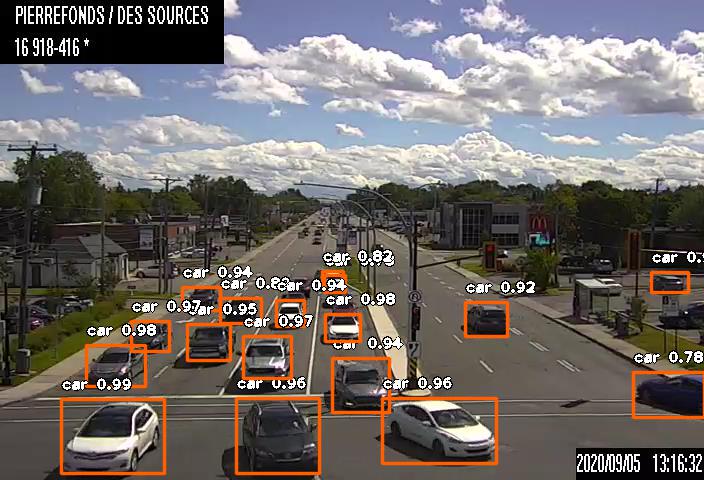 PIERREFONDS / DES SOURCES
16 918-416 *
car 0.82
car 0.94
car 0.94
car 0.98
car 0.92
car 0.97
0.95
car 0.97
car 0.98
car 0.94
car 0.78
car 0.99
car 0.96
car 0.96
2020/09/05 13:16:32